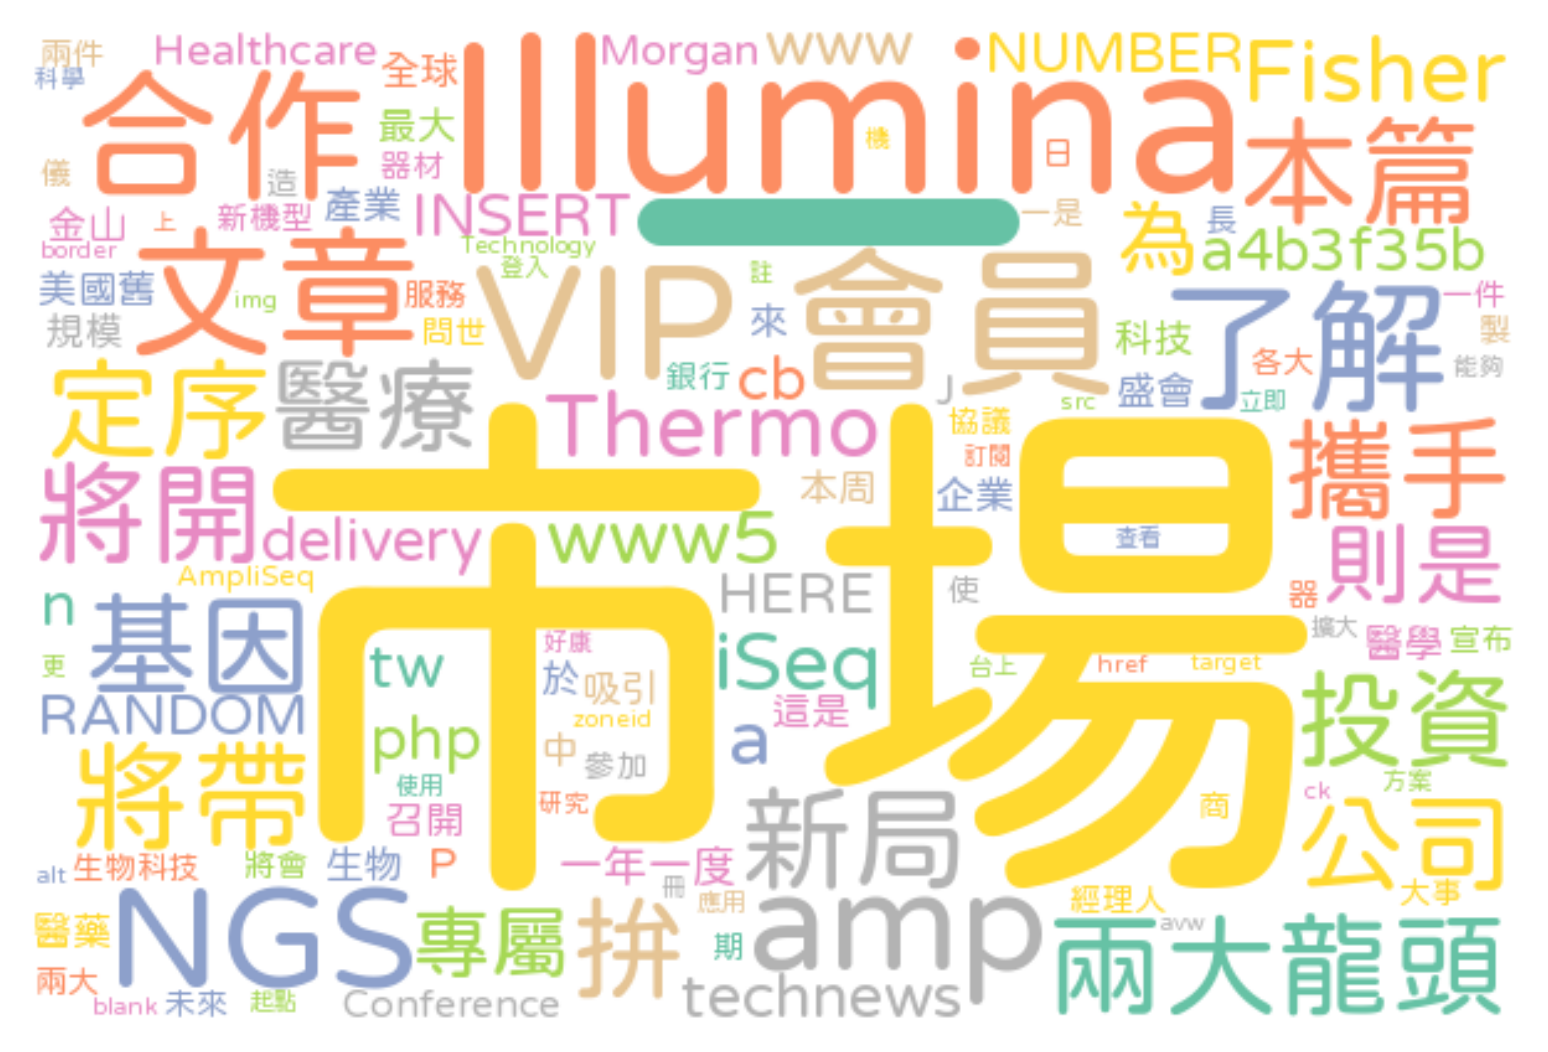 兩件
Healthcare
全球
Illumina
Morgan
www
NUMBER
Fisher
科學
合作
最大
機
日
本篇
儀
造
器材
金山
上
新機型
產業
INSERT
一是
為
長
a4b3f35b
border
文章
Technology
登入
VIP會員
註
美國舊
img
服務
來
了解
一件
規模
問世
科技
製
定序
醫療
銀行
cb
J
盛會
各大
能夠
src
立即
Thermo
協議
訂閱
攜手
將開
市場
本周
企業
delivery
www5
查看
則是
AmpliSeq
HERE
使
器
n
基因
擴大
醫學
宣布
更
tw
好康
iSeq
台上
href
target
於
吸引
RANDOM
zoneid
這是
投資
php
a
將帶
中
參加
使用
研究
召開
新局
商
ck
方案
公司
alt
生物科技
將會
生物
P
一年一度
冊
應用
經理人
大事
醫藥
NGS
專屬
拚
期
amp
avw
兩大龍頭
兩大
blank
未來
起點
Conference
technews